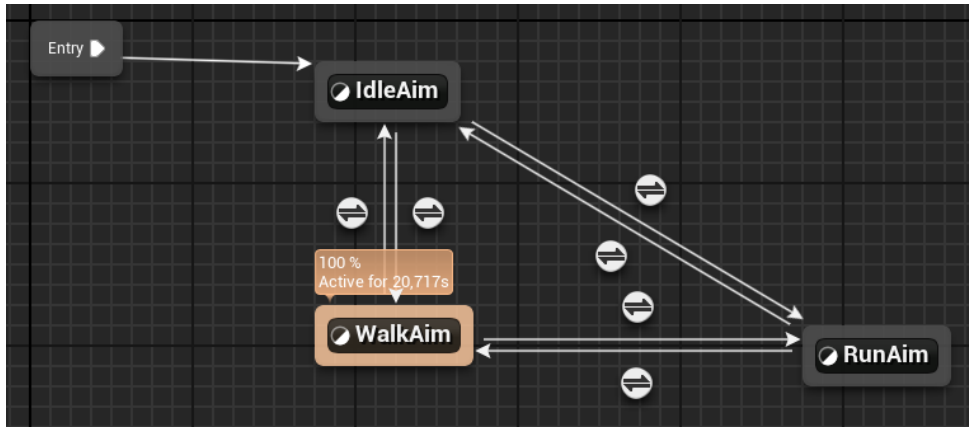 Entry
IdleAim
100 %
Active for 20,717s
WalkAim
RunAim